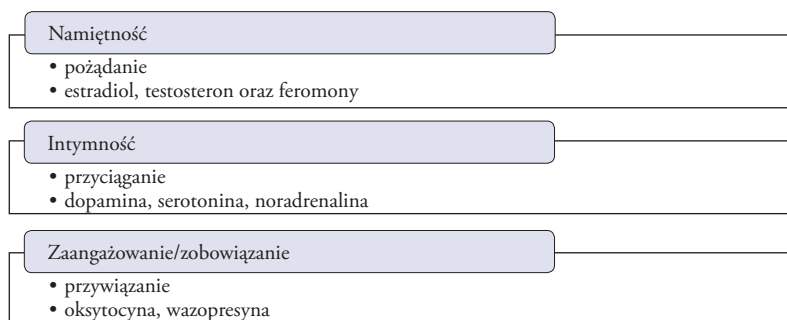 Namiętność
• pożądanie
• estradiol, testosteron oraz feromony
Intymność
• przyciąganie
• dopamina, serotonina, noradrenalina
Zaangażowanie/zobowiązanie
• przywiązanie
• oksytocyna, wazopresyna